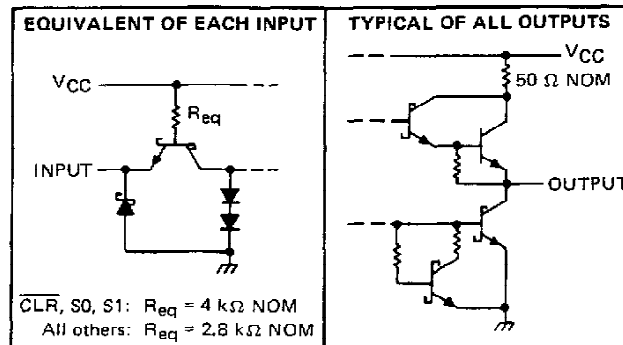 EQUIVALENT OF EACH INPUT
VCC
Req
INPUT
CLR, S0, S1: Req = 4 kΩ NOM
All others: Req = 2.8 kΩ NOM
TYPICAL OF ALL OUTPUTS
VCC
50 Ω NOM
OUTPUT